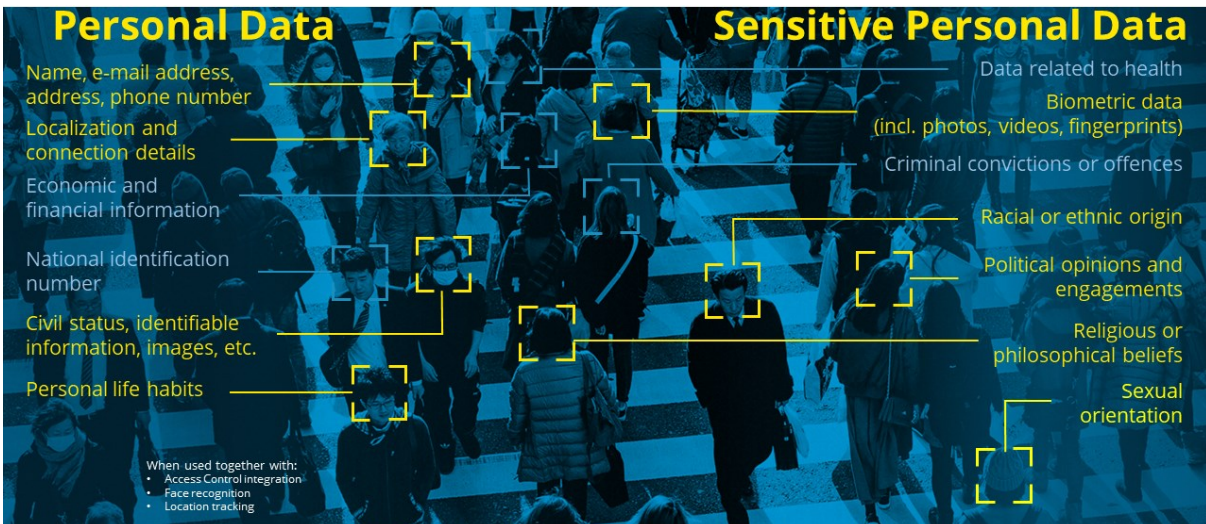 Personal Data
Name, e-mail address,
address, phone number
Localization and
connection details
Economic and
financial information
National identification
number
Civil status, identifiable
information, images, etc.
Personal life habits
When used together with:
• Access Control integration
• Face recognition
• Location tracking
Sensitive Personal Data
Data related to health
Biometric data
(incl. photos, videos, fingerprints)
Criminal convictions or offences
Racial or ethnic origin
Political opinions and
engagements
Religious or
philosophical beliefs
Sexual
orientation